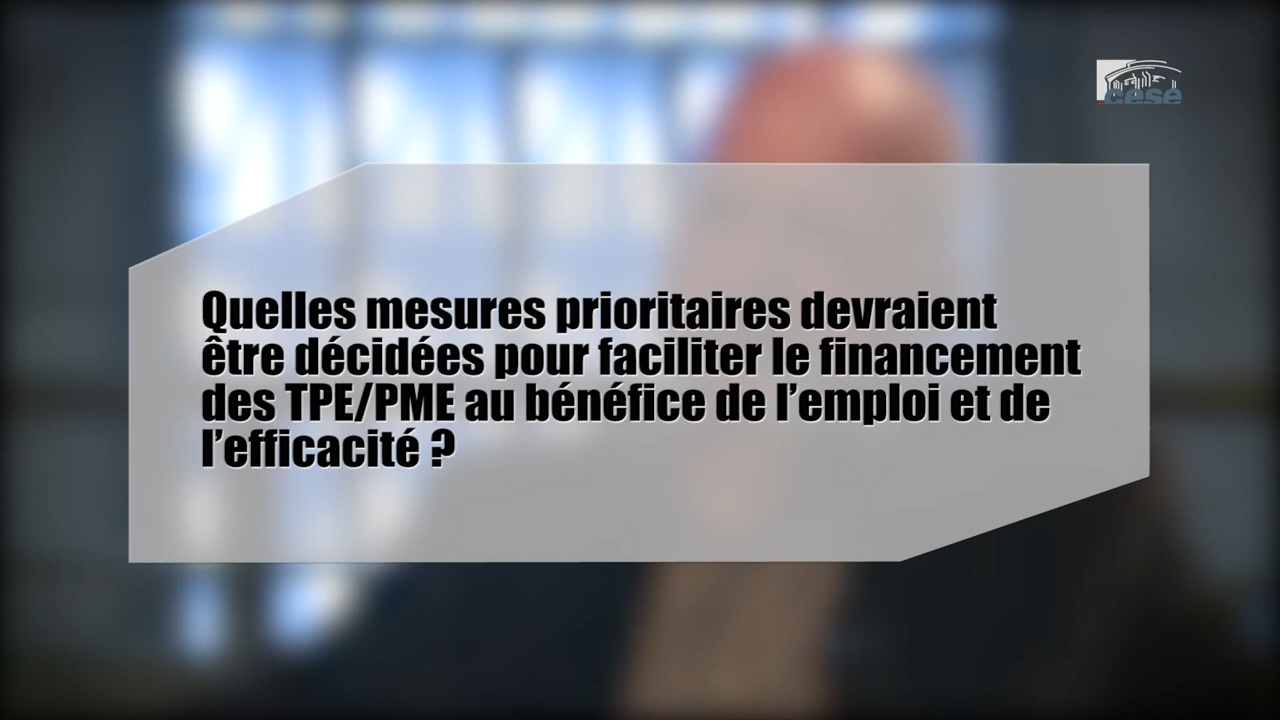 cese
Quelles mesures prioritaires devraient
être décidées pour faciliter le financement
des TPE/PME au bénéfice de l’emploi et de
l’efficacité ?